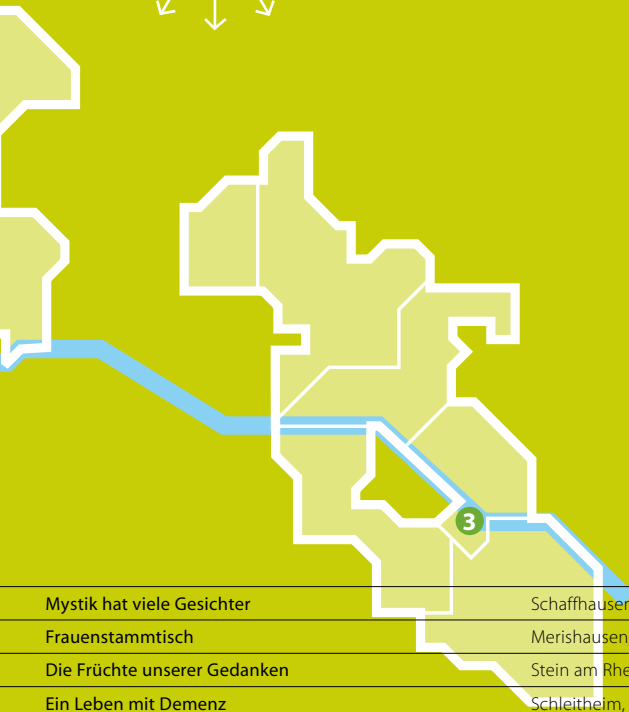 3
Mystik hat viele Gesichter Schaffhausen
Frauenstammtisch Merishausen
Die Früchte unserer Gedanken Stein am Rhe
Ein Leben mit Demenz Schleitheim,